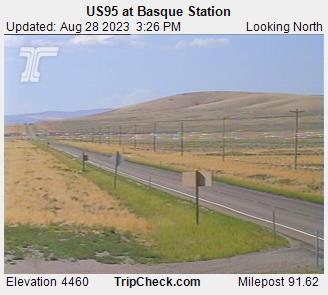 US95 at Basque Station
Updated: Aug 28 2023 3:26 PM Looking North
Elevation 4460 TripCheck.com Milepost 91.62